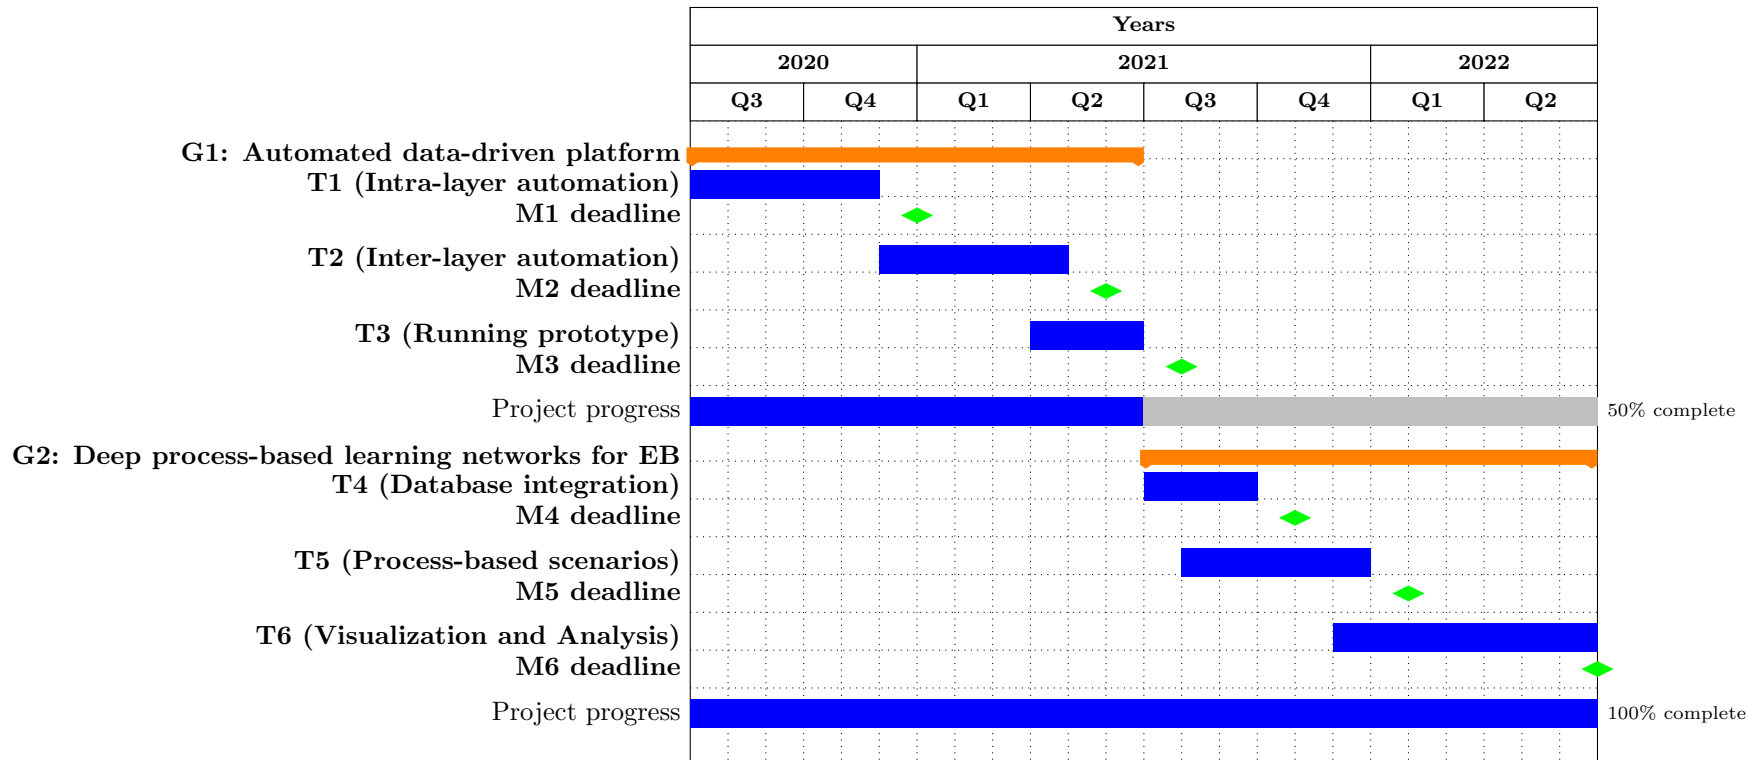 Years
2020 2021 2022
Q3 Q4 Q1 Q2 Q3 Q4 Q1 Q2
G1: Automated data-driven platform
T1 (Intra-layer automation)
M1 deadline
T2 (Inter-layer automation)
M2 deadline
T3 (Running prototype)
M3 deadline
Project progress 50% complete
G2: Deep process-based learning networks for EB
T4 (Database integration)
M4 deadline
T5 (Process-based scenarios)
M5 deadline
T6 (Visualization and Analysis)
M6 deadline
Project progress 100% complete